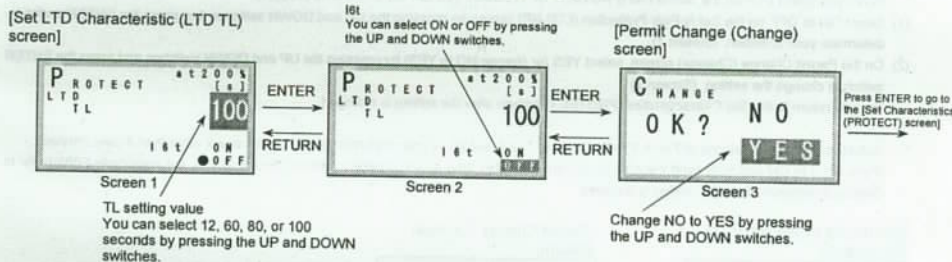 [Set LTD Characteristic (LTD TL) screen]
PROTECT
LTD
TL
at200%
[s]
100
I6t ON
●OFF
Screen 1
TL setting value
You can select 12, 60, 80, or 100
seconds by pressing the UP and DOWN
switches.
ENTER
RETURN
I6t
You can select ON or OFF by pressing
the UP and DOWN switches.
PROTECT
LTD
TL
at200%
[s]
100
I6t ON
OFF
Screen 2
ENTER
RETURN
[Permit Change (Change)
screen]
CHANGE
OK?
NO
YES
Screen 3
Change NO to YES by pressing
the UP and DOWN switches.
Press ENTER to go to
the [Set Characteristics
(PROTECT) screen]